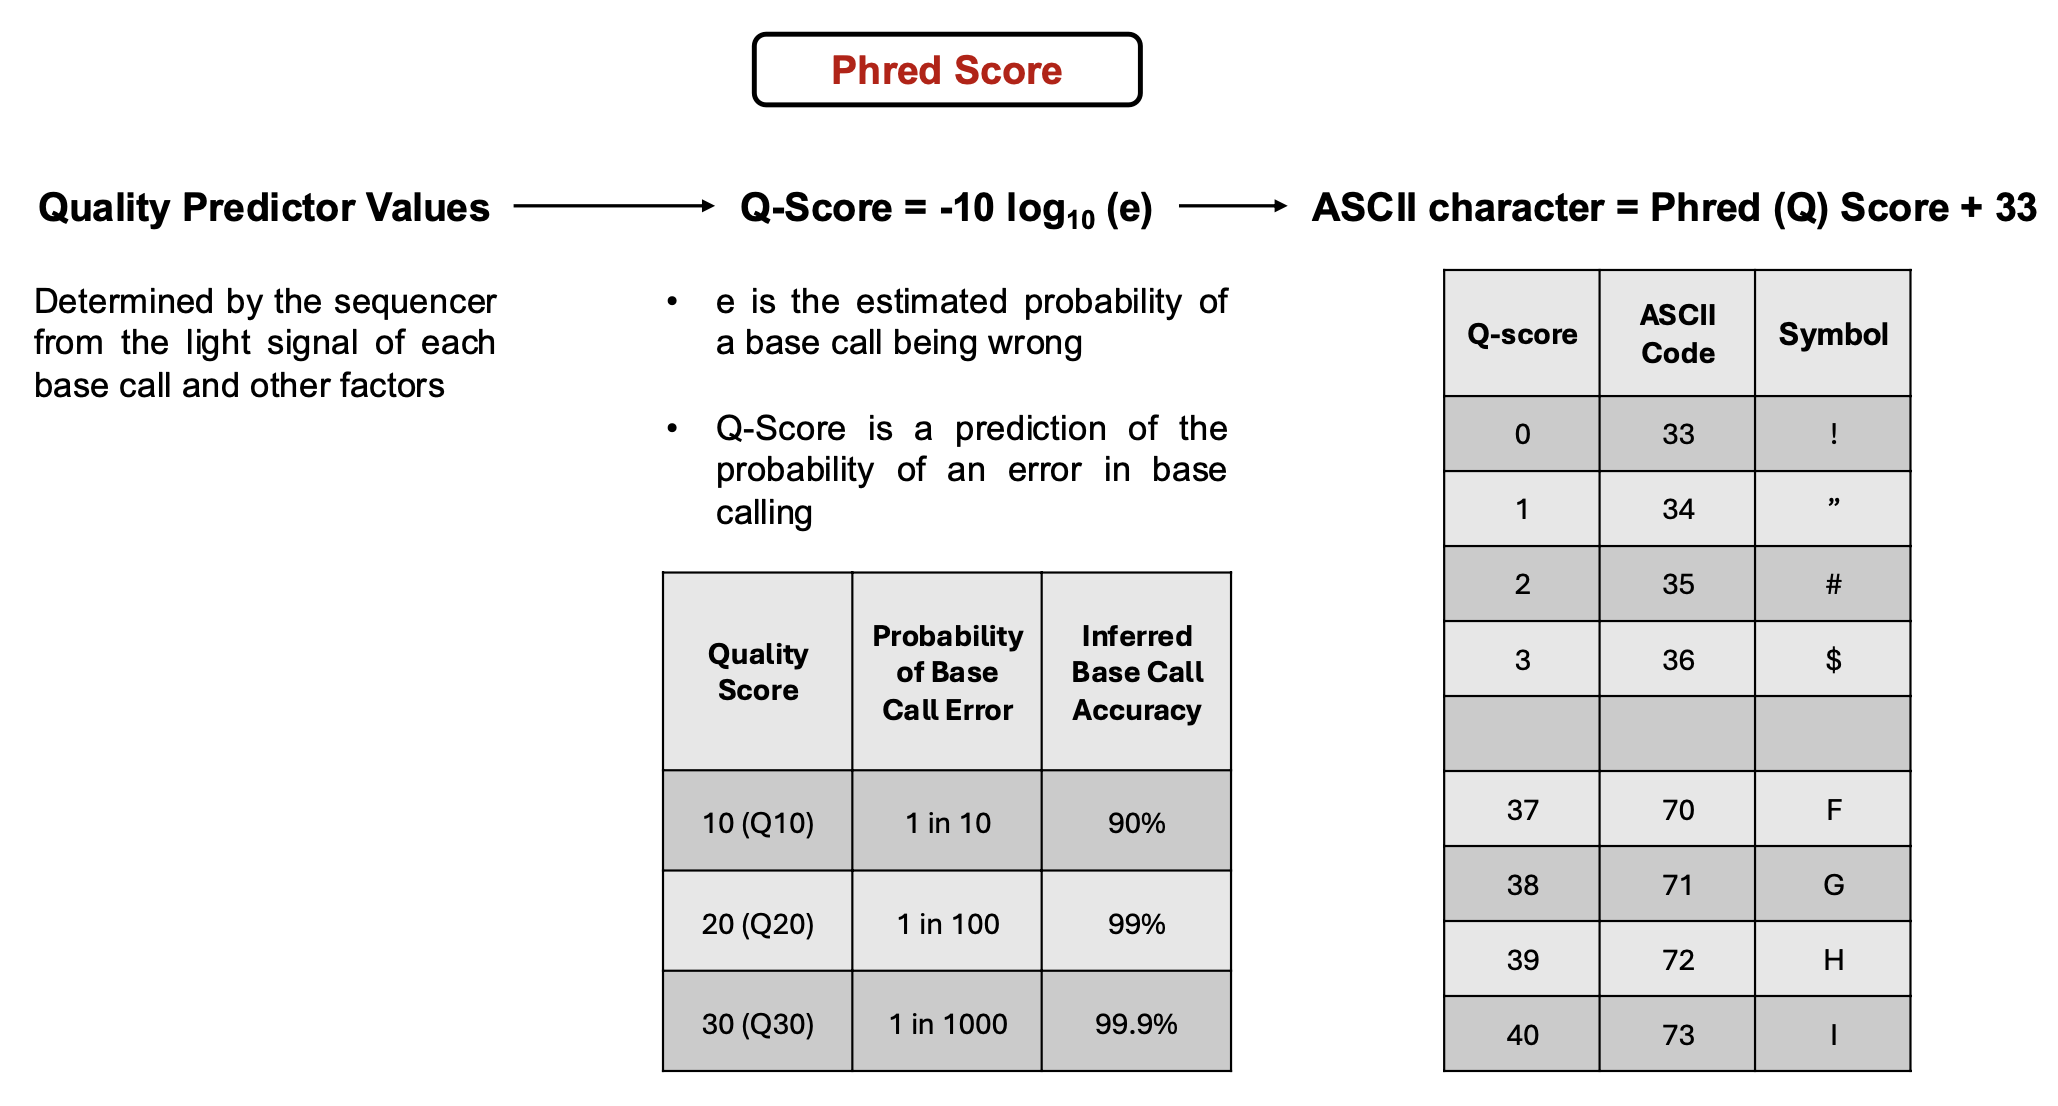 Phred Score
Quality Predictor Values
Q-Score = -10 log₁₀ (e)
ASCII character = Phred (Q) Score + 33
Determined by the sequencer
from the light signal of each
base call and other factors
• e is the estimated probability of
a base call being wrong
• Q-Score is a prediction of the
probability of an error in base
calling
Quality
Score
Probability
of Base
Call Error
Inferred
Base Call
Accuracy
10 (Q10) 1 in 10 90%
20 (Q20) 1 in 100 99%
30 (Q30) 1 in 1000 99.9%
Q-score
ASCII
Code
Symbol
0 33 !
1 34 ”
2 35 #
3 36 $
37 70 F
38 71 G
39 72 H
40 73 I